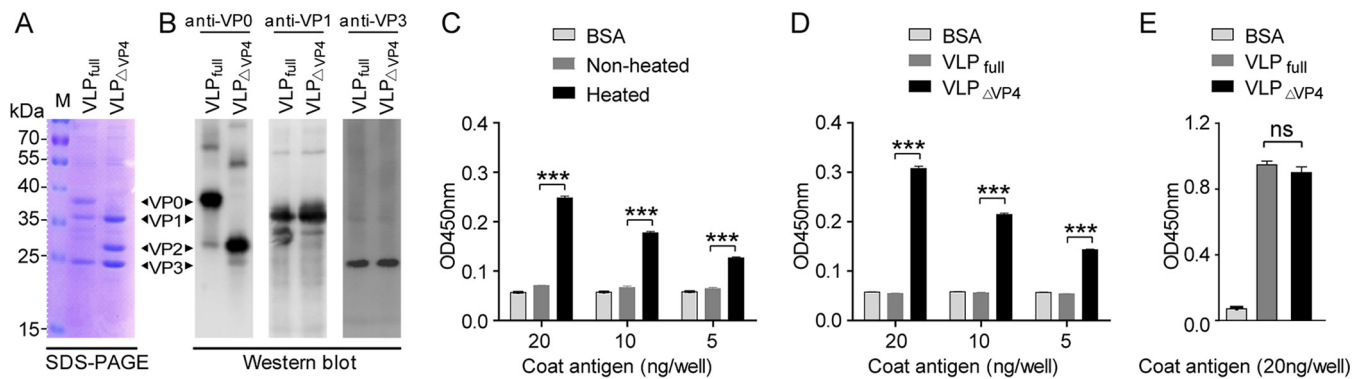 A
kDa
M
VLPfull
VLP△VP4
70-
55-
40-
35-
25-
15-
SDS-PAGE
◄VP0►
◄VP1►
◄VP2►
◄VP3►
B
anti-VP0 anti-VP1 anti-VP3
VLPfull VLP△VP4 VLPfull VLP△VP4 VLPfull VLP△VP4
Western blot
C
BSA
Non-heated
Heated
OD450nm
0.4
0.3
0.2
0.1
0.0
***
***
***
20 10 5
Coat antigen (ng/well)
D
BSA
VLP full
VLP △VP4
OD450nm
0.4
0.3
0.2
0.1
0.0
***
***
***
20 10 5
Coat antigen (ng/well)
E
BSA
VLP full
VLP △VP4
OD450nm
1.2
0.8
0.4
0.0
ns
Coat antigen (20ng/well)